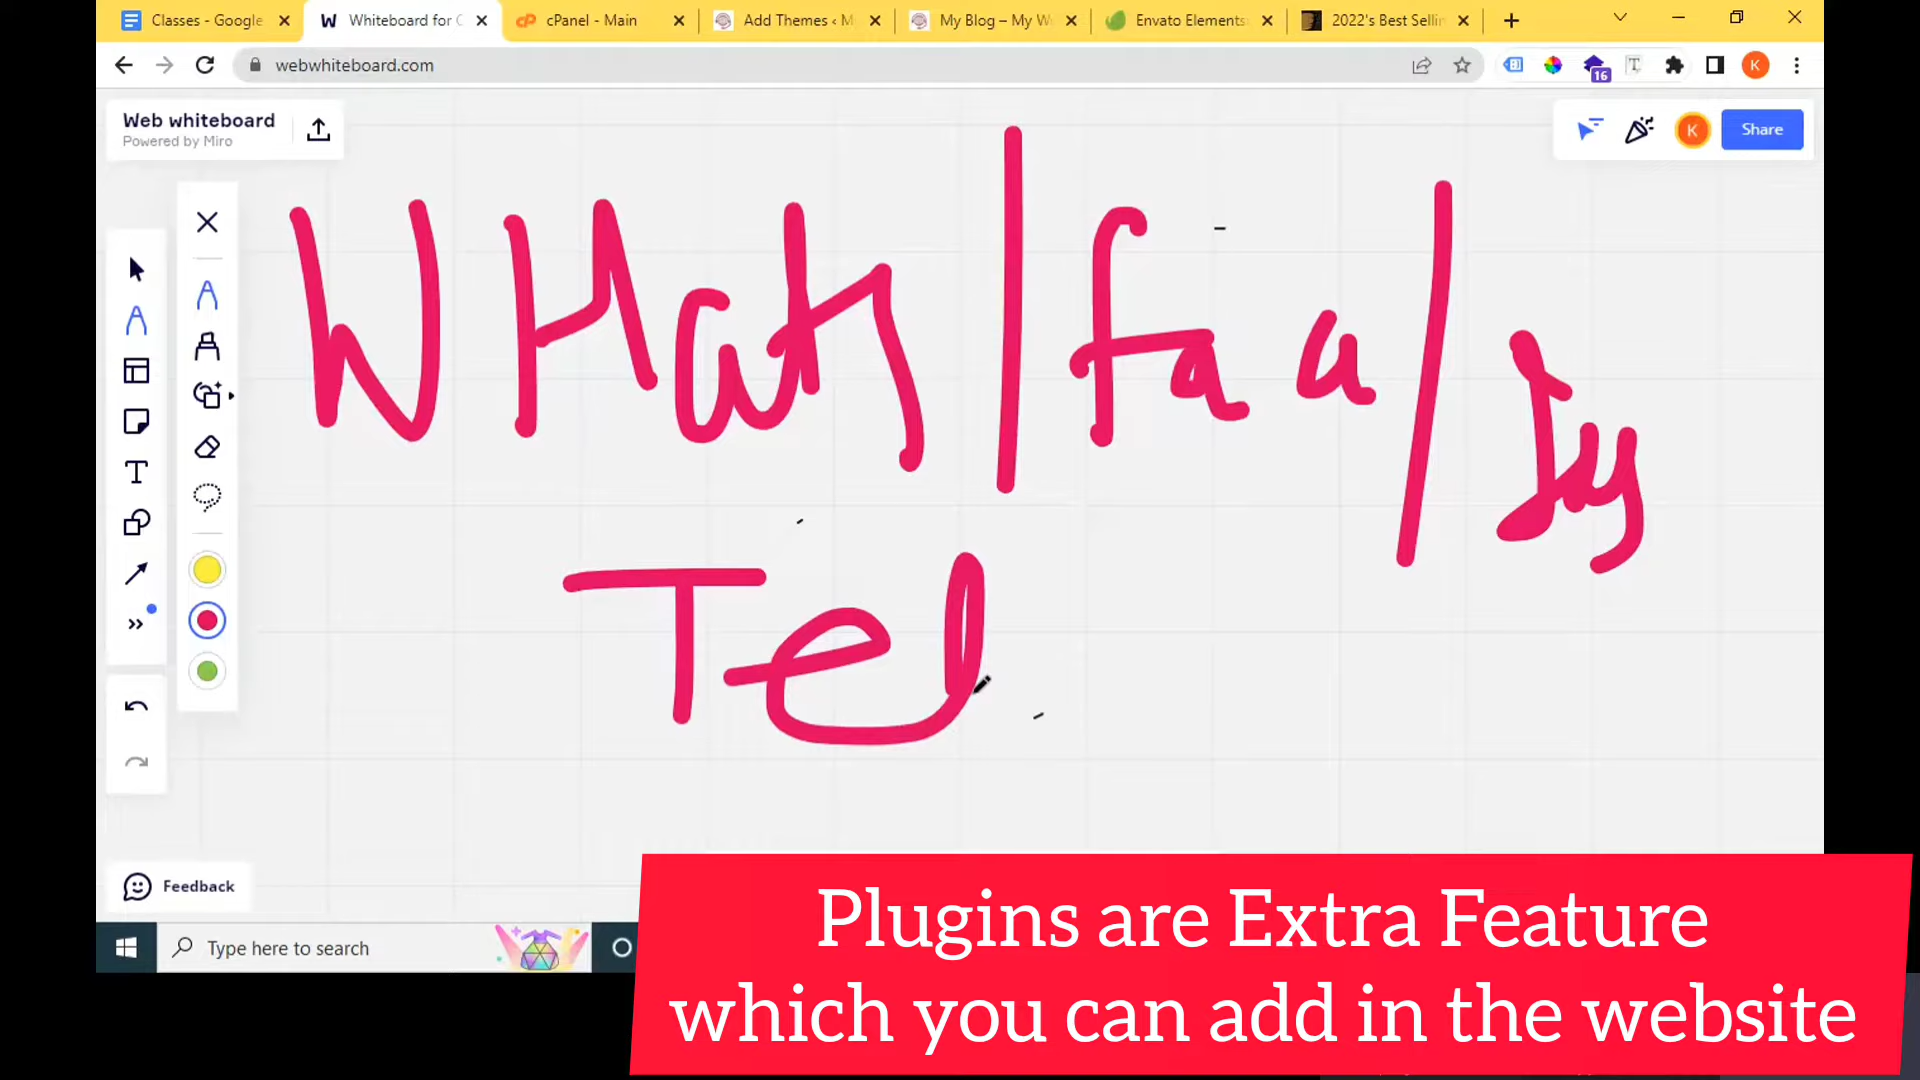 Classes - Google
Whiteboard for
cPanel - Main
Add Themes ‹ M
My Blog – My W
Envato Elements
2022's Best Sellin
webwhiteboard.com
16
K
Web whiteboard
Powered by Miro
K
Share
WHats
Tel
T
Feedback
Type here to search
Plugins are Extra Feature
which you can add in the website